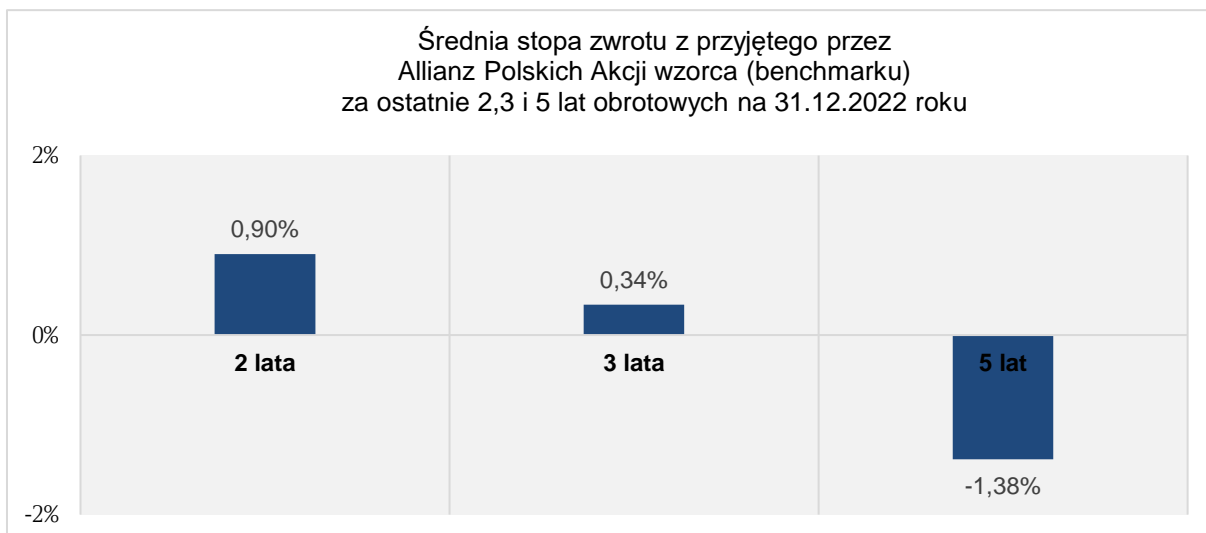 Średnia stopa zwrotu z przyjętego przez
Allianz Polskich Akcji wzorca (benchmarku)
za ostatnie 2,3 i 5 lat obrotowych na 31.12.2022 roku
2%
0,90%
0,34%
0%
2 lata
3 lata
5 lat
-1,38%
-2%